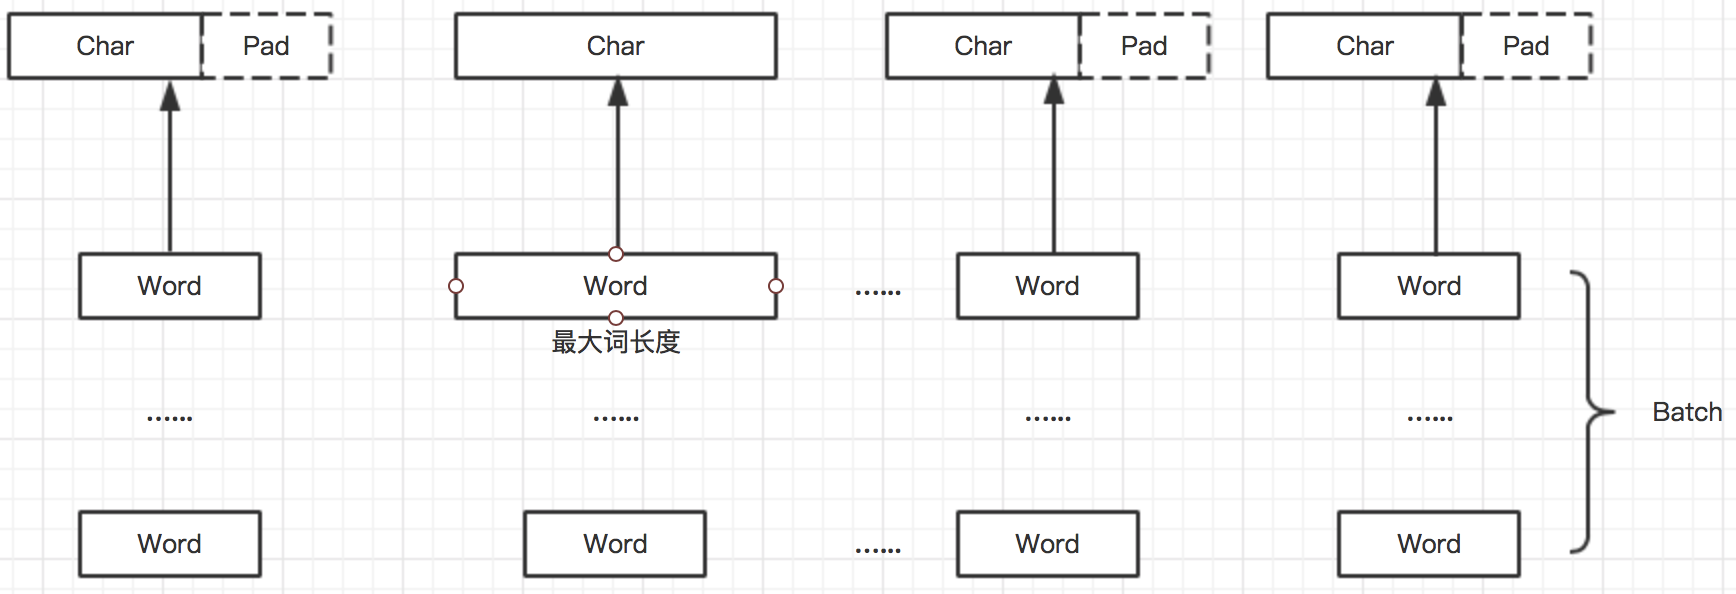 Char Pad Char Char Pad Char Pad
Word Word ...... Word Word
最大词长度
...... ...... ...... ......
Batch
Word Word ...... Word Word